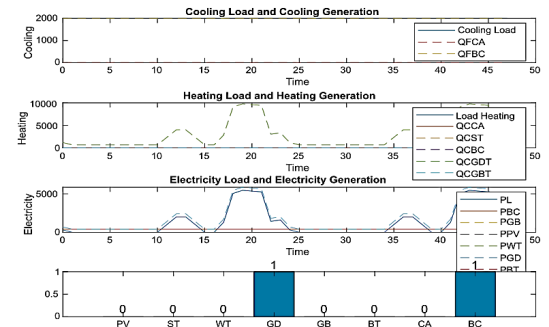 Cooling Load and Cooling Generation
Cooling
2000
1000
0
0 5 10 15 20 25 30 35 40 45 50
Time
Cooling Load
QFCA
QFBC
Heating Load and Heating Generation
Heating
10000
5000
0
0 5 10 15 20 25 30 35 40 45 50
Time
Load Heating
QCCA
QCST
QCBC
QCGDT
QCGBT
Electricity Load and Electricity Generation
Electricity
5000
0
0 5 10 15 20 25 30 35 40 45 50
Time
PL
PBC
PGB
PPV
PWT
PGD
PBT
1
0.5
0
0 0 0 1 0 0 0 1
PV ST WT GD GB BT CA BC